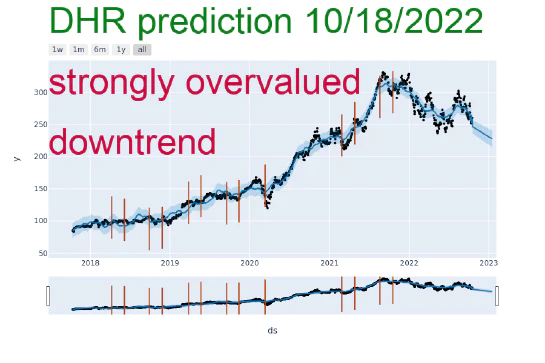 DHR prediction 10/18/2022
1w 1m 6m 1y all
strongly overvalued
300
250
downtrend
y
200
150
100
50
2018 2019 2020 2021 2022 2023
ds